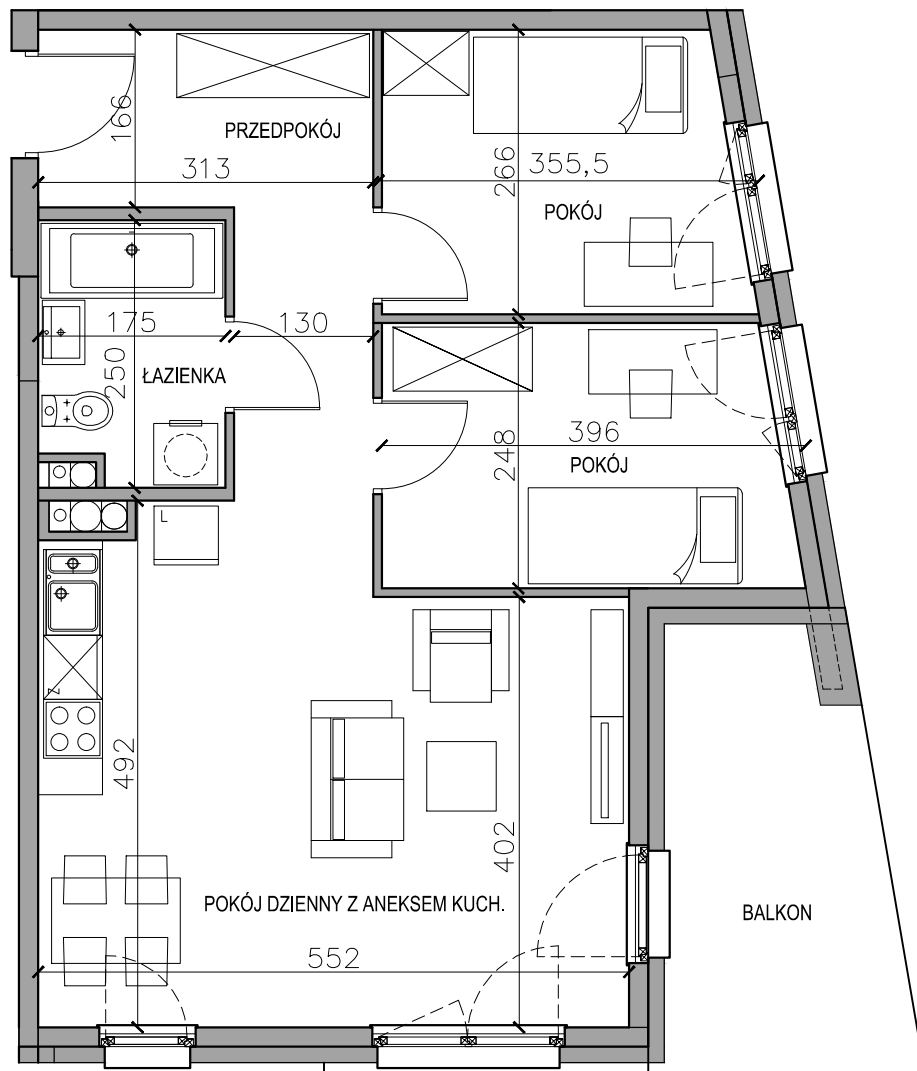 166
PRZEDPOKÓJ
313
266
355,5
POKÓJ
175
130
250
ŁAZIENKA
396
248
POKÓJ
L
Z
492
402
POKÓJ DZIENNY Z ANEKSEM KUCH.
BALKON
552